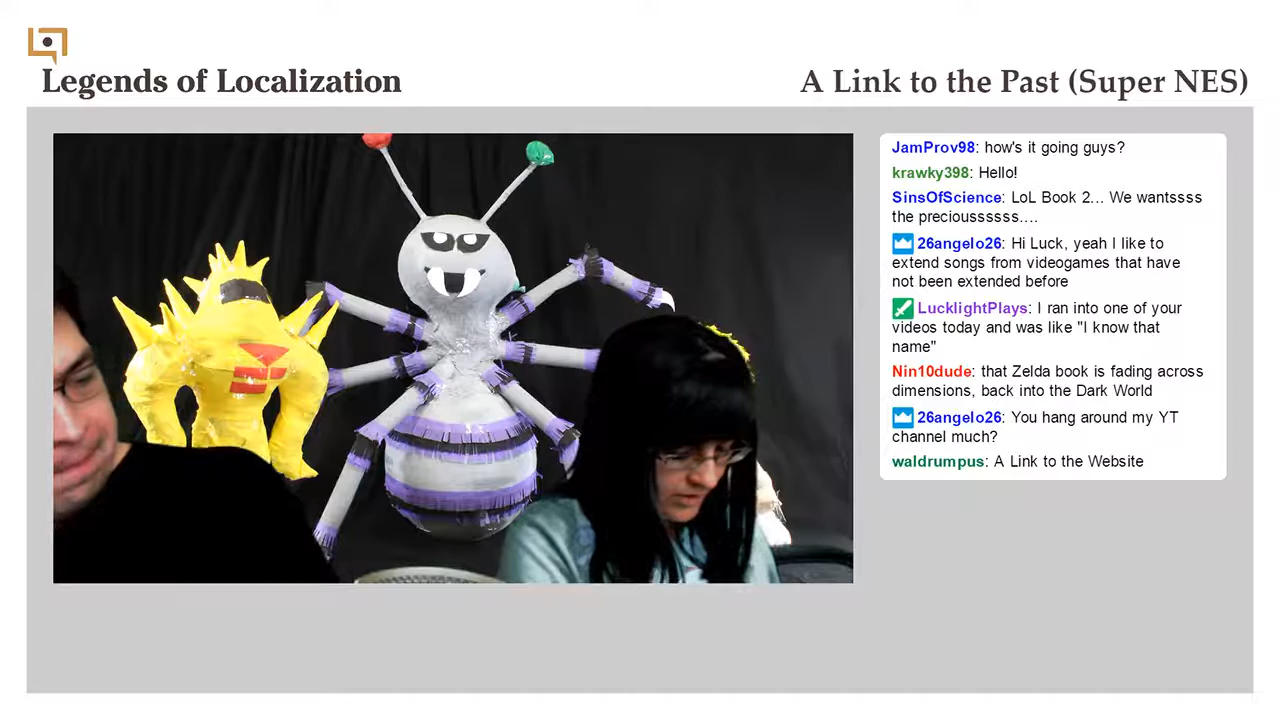 Legends of Localization
A Link to the Past (Super NES)
JamProv98: how's it going guys?
krawky398: Hello!
SinsOfScience: LoL Book 2... We wantssss
the preciousssssss....
26angelo26: Hi Luck, yeah I like to
extend songs from videogames that have
not been extended before
LucklightPlays: I ran into one of your
videos today and was like "I know that
name"
Nin10dude: that Zelda book is fading across
dimensions, back into the Dark World
26angelo26: You hang around my YT
channel much?
waldrumpus: A Link to the Website